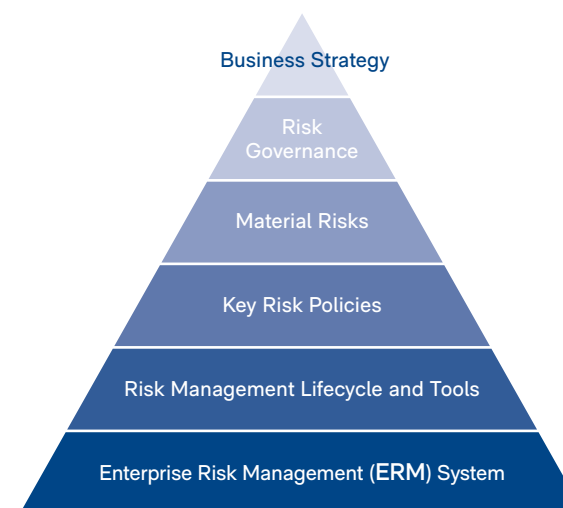 Business Strategy
Risk
Governance
Material Risks
Key Risk Policies
Risk Management Lifecycle and Tools
Enterprise Risk Management (ERM) System